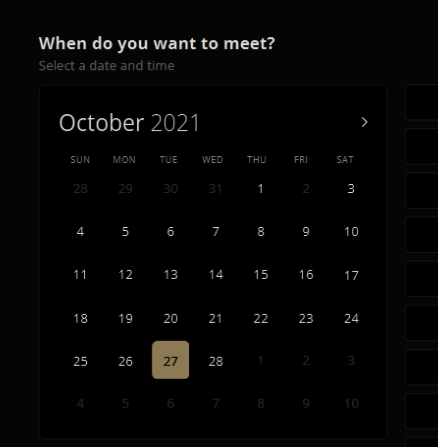 When do you want to meet?
Select a date and time
October 2021
SUN MON TUE WED THU FRI SAT
28 29 30 31 1 2 3
4 5 6 7 8 9 10
11 12 13 14 15 16 17
18 19 20 21 22 23 24
25 26 27 28 1 2 3
4 5 6 7 8 9 10